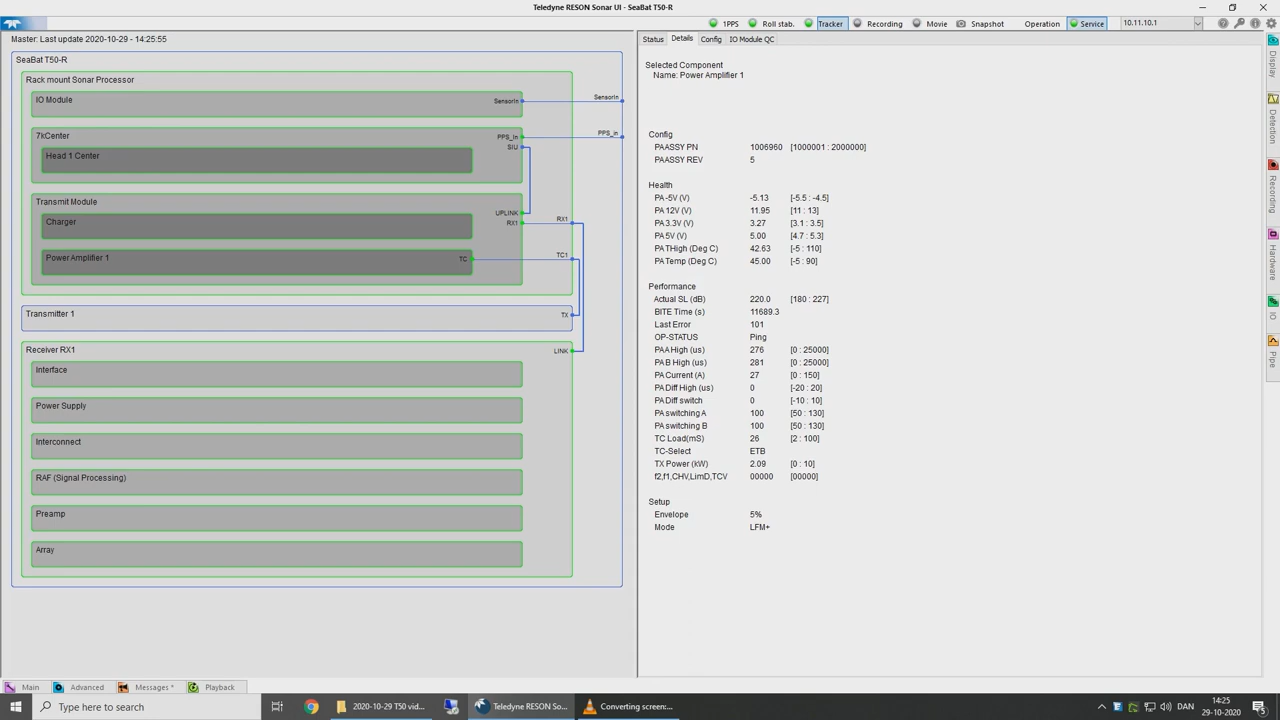 Teledyne RESON Sonar UI - SeaBat T50-R
1PPS Roll stab. Tracker Recording Movie Snapshot Operation Service 10.11.10.1
Master: Last update 2020-10-29 - 14:25:55
Status Details Config IO Module QC
SeaBat T50-R
Rack mount Sonar Processor
IO Module SensorIn SensorIn
7kCenter PPS_In PPS_in
SIU
Head 1 Center
Transmit Module
UPLINK
Charger RX1 RX1
Power Amplifier 1 TC TC1
Transmitter 1 TX
Receiver RX1 LINK
Interface
Power Supply
Interconnect
RAF (Signal Processing)
Preamp
Array
Selected Component
Name: Power Amplifier 1
Config
PAASSY PN 1006960 [1000001 : 2000000]
PAASSY REV 5
Health
PA -5V (V) -5.13 [-5.5 : -4.5]
PA 12V (V) 11.95 [11 : 13]
PA 3.3V (V) 3.27 [3.1 : 3.5]
PA 5V (V) 5.00 [4.7 : 5.3]
PA THigh (Deg C) 42.63 [-5 : 110]
PA Temp (Deg C) 45.00 [-5 : 90]
Performance
Actual SL (dB) 220.0 [180 : 227]
BITE Time (s) 11689.3
Last Error 101
OP-STATUS Ping
PA A High (us) 276 [0 : 25000]
PA B High (us) 281 [0 : 25000]
PA Current (A) 27 [0 : 150]
PA Diff High (us) 0 [-20 : 20]
PA Diff switch 0 [-10 : 10]
PA switching A 100 [50 : 130]
PA switching B 100 [50 : 130]
TC Load(mS) 26 [2 : 100]
TC-Select ETB
TX Power (kW) 2.09 [0 : 10]
f2,f1,CHV,LimD,TCV 00000 [00000]
Setup
Envelope 5%
Mode LFM+
Display
Detection
Recording
Hardware
IO
Pipe
Main Advanced Messages * Playback
Type here to search
2020-10-29 T50 vid...
Teledyne RESON So...
Converting screen:...
DAN
14:25
29-10-2020
5